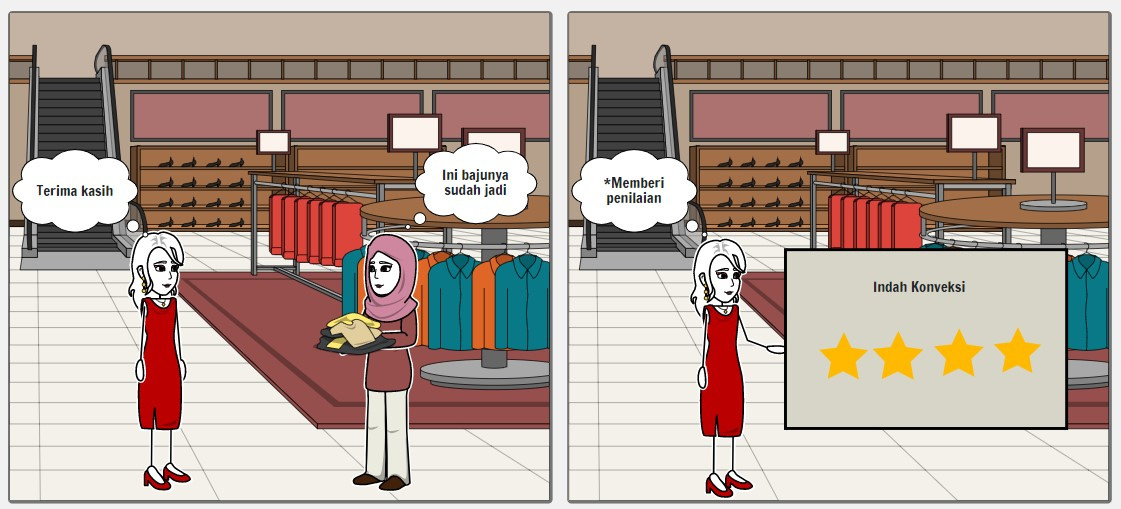 Terima kasih
Ini bajunya
sudah jadi
*Memberi
penilaian
Indah Konveksi